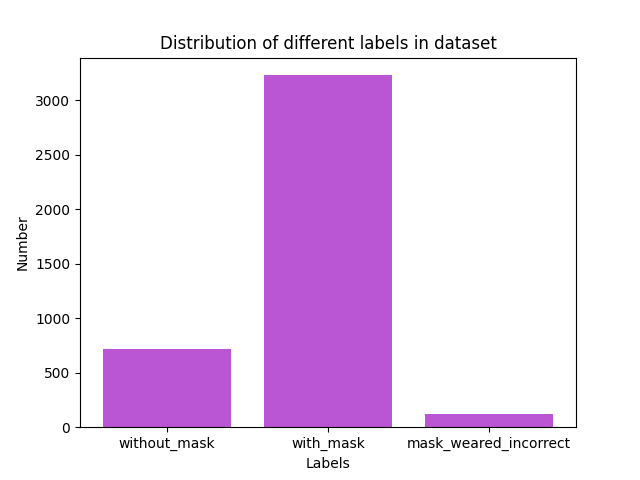 Distribution of different labels in dataset
3000
2500
2000
1500
1000
500
0
Number
without_mask
with_mask
mask_weared_incorrect
Labels